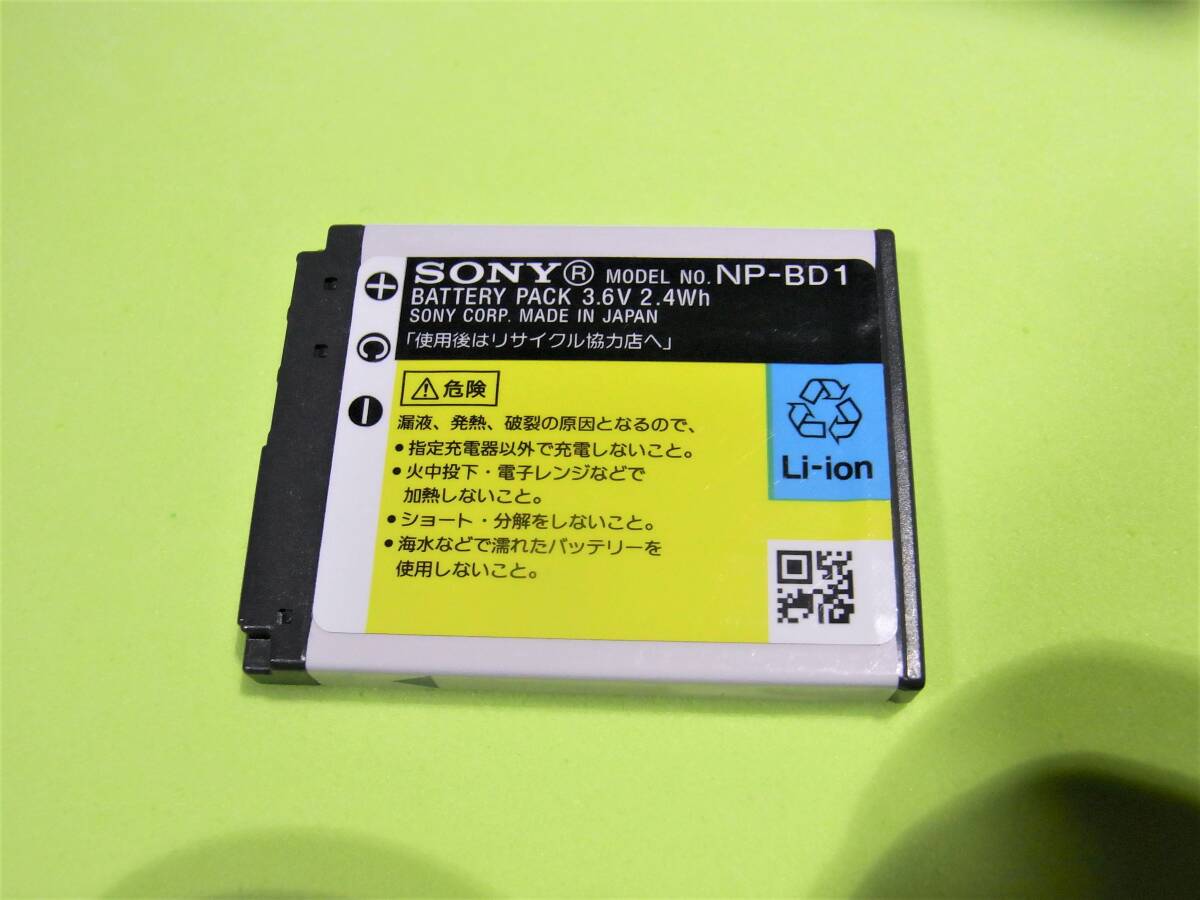 SONY® MODEL NO. NP-BD1
BATTERY PACK 3.6V 2.4Wh
SONY CORP. MADE IN JAPAN
「使用後はリサイクル協力店へ」
+
C
−
⚠危険
漏液、発熱、破裂の原因となるので、
●指定充電器以外で充電しないこと。
●火中投下・電子レンジなどで
加熱しないこと。
●ショート・分解をしないこと。
●海水などで濡れたバッテリーを
使用しないこと。
Li-ion